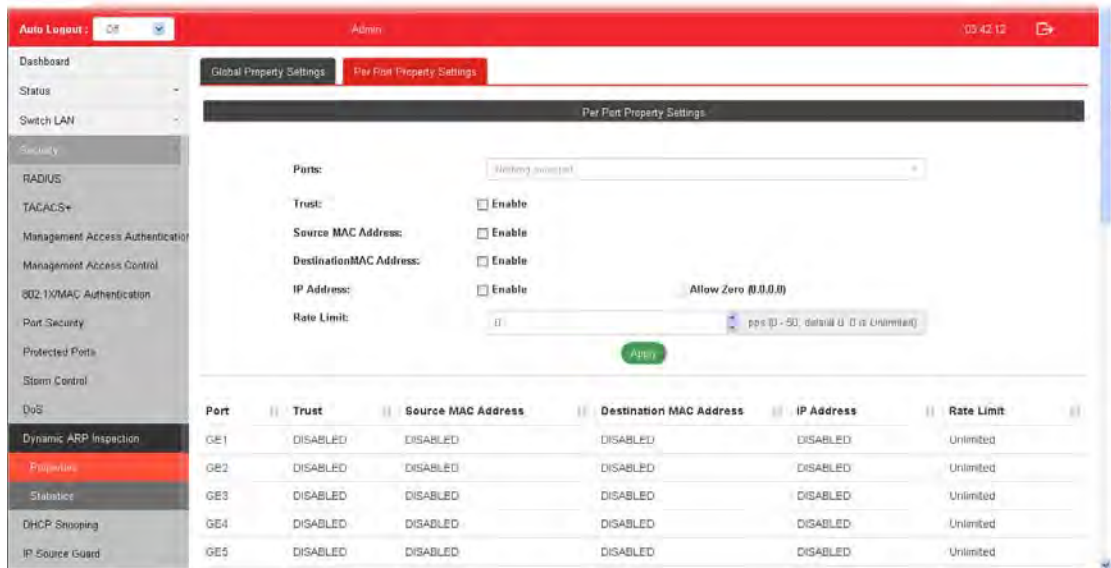 Auto Logout : Off
Admin
03:42:12
Dashboard
Status
Switch LAN
Security
RADIUS
TACACS+
Management Access Authentication
Management Access Control
802.1X/MAC Authentication
Port Security
Protected Ports
Storm Control
DoS
Dynamic ARP Inspection
Properties
Statistics
DHCP Snooping
IP Source Guard
Global Property Settings
Per Port Property Settings
Per Port Property Settings
Ports: Nothing selected
Trust: Enable
Source MAC Address: Enable
DestinationMAC Address: Enable
IP Address: Enable Allow Zero (0.0.0.0)
Rate Limit: 0 pps (0 - 50, default 0, 0 is Unlimited)
Apply
Port Trust Source MAC Address Destination MAC Address IP Address Rate Limit
GE1 DISABLED DISABLED DISABLED DISABLED Unlimited
GE2 DISABLED DISABLED DISABLED DISABLED Unlimited
GE3 DISABLED DISABLED DISABLED DISABLED Unlimited
GE4 DISABLED DISABLED DISABLED DISABLED Unlimited
GE5 DISABLED DISABLED DISABLED DISABLED Unlimited